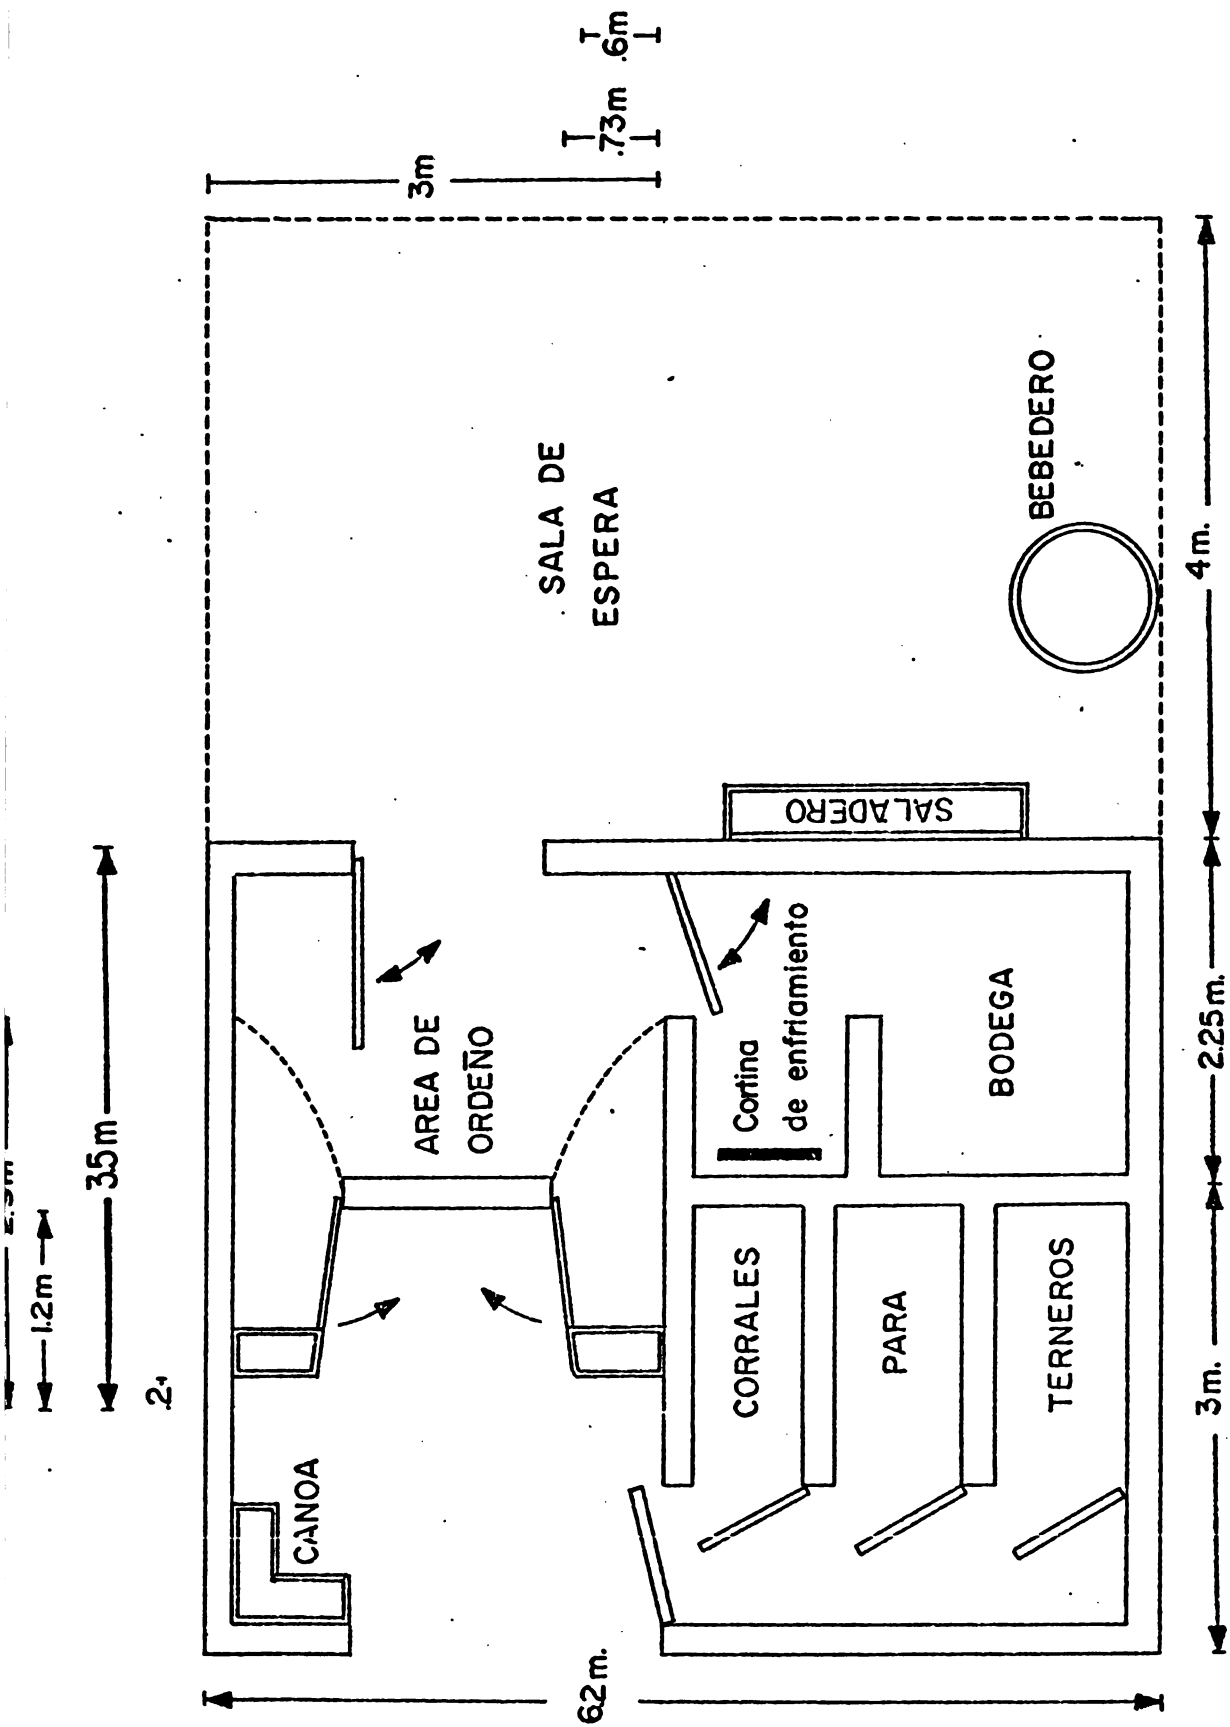 .6m
.73m
3m
SALA DE
ESPERA
BEBEDERO
4m.
SALADERO
3.5m
1.2m
.2
AREA DE
ORDEÑO
Cortina
de enfriamiento
BODEGA
2.25m.
CANOA
CORRALES
PARA
TERNEROS
3m.
6.2m.